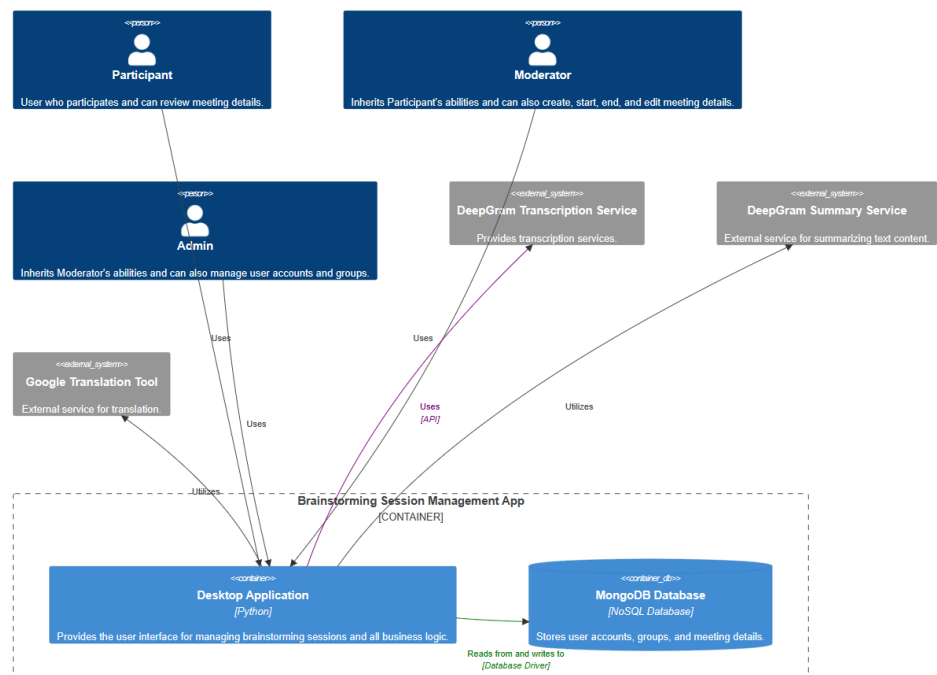 <<person>>
Participant
User who participates and can review meeting details.
<<person>>
Moderator
Inherits Participant's abilities and can also create, start, end, and edit meeting details.
<<person>>
Admin
Inherits Moderator's abilities and can also manage user accounts and groups.
<<external_system>>
DeepGram Transcription Service
Provides transcription services.
<<external_system>>
DeepGram Summary Service
External service for summarizing text content.
Uses
Uses
<<external_system>>
Google Translation Tool
External service for translation.
Uses
[API]
Utilizes
Uses
Utilizes
Brainstorming Session Management App
[CONTAINER]
<<container>>
Desktop Application
[Python]
Provides the user interface for managing brainstorming sessions and all business logic.
<<container_db>>
MongoDB Database
[NoSQL Database]
Stores user accounts, groups, and meeting details.
Reads from and writes to
[Database Driver]